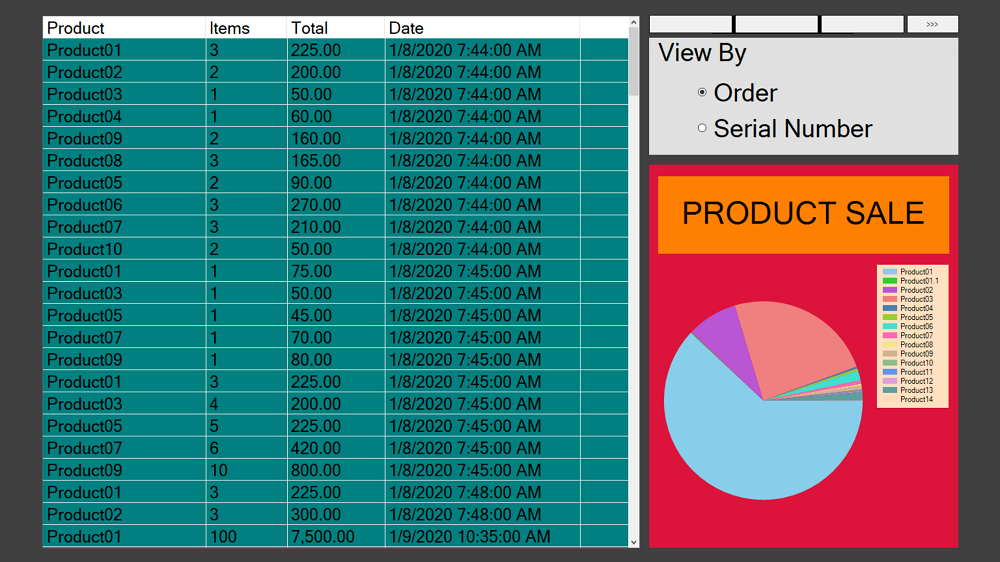 Product Items Total Date
Product01 3 225.00 1/8/2020 7:44:00 AM
Product02 2 200.00 1/8/2020 7:44:00 AM
Product03 1 50.00 1/8/2020 7:44:00 AM
Product04 1 60.00 1/8/2020 7:44:00 AM
Product09 2 160.00 1/8/2020 7:44:00 AM
Product08 3 165.00 1/8/2020 7:44:00 AM
Product05 2 90.00 1/8/2020 7:44:00 AM
Product06 3 270.00 1/8/2020 7:44:00 AM
Product07 3 210.00 1/8/2020 7:44:00 AM
Product10 2 50.00 1/8/2020 7:44:00 AM
Product01 1 75.00 1/8/2020 7:45:00 AM
Product03 1 50.00 1/8/2020 7:45:00 AM
Product05 1 45.00 1/8/2020 7:45:00 AM
Product07 1 70.00 1/8/2020 7:45:00 AM
Product09 1 80.00 1/8/2020 7:45:00 AM
Product01 3 225.00 1/8/2020 7:45:00 AM
Product03 4 200.00 1/8/2020 7:45:00 AM
Product05 5 225.00 1/8/2020 7:45:00 AM
Product07 6 420.00 1/8/2020 7:45:00 AM
Product09 10 800.00 1/8/2020 7:45:00 AM
Product01 3 225.00 1/8/2020 7:48:00 AM
Product02 3 300.00 1/8/2020 7:48:00 AM
Product01 100 7,500.00 1/9/2020 10:35:00 AM
>>>
View By
Order
Serial Number
PRODUCT SALE
Product01
Product01.1
Product02
Product03
Product04
Product05
Product06
Product07
Product08
Product09
Product10
Product11
Product12
Product13
Product14